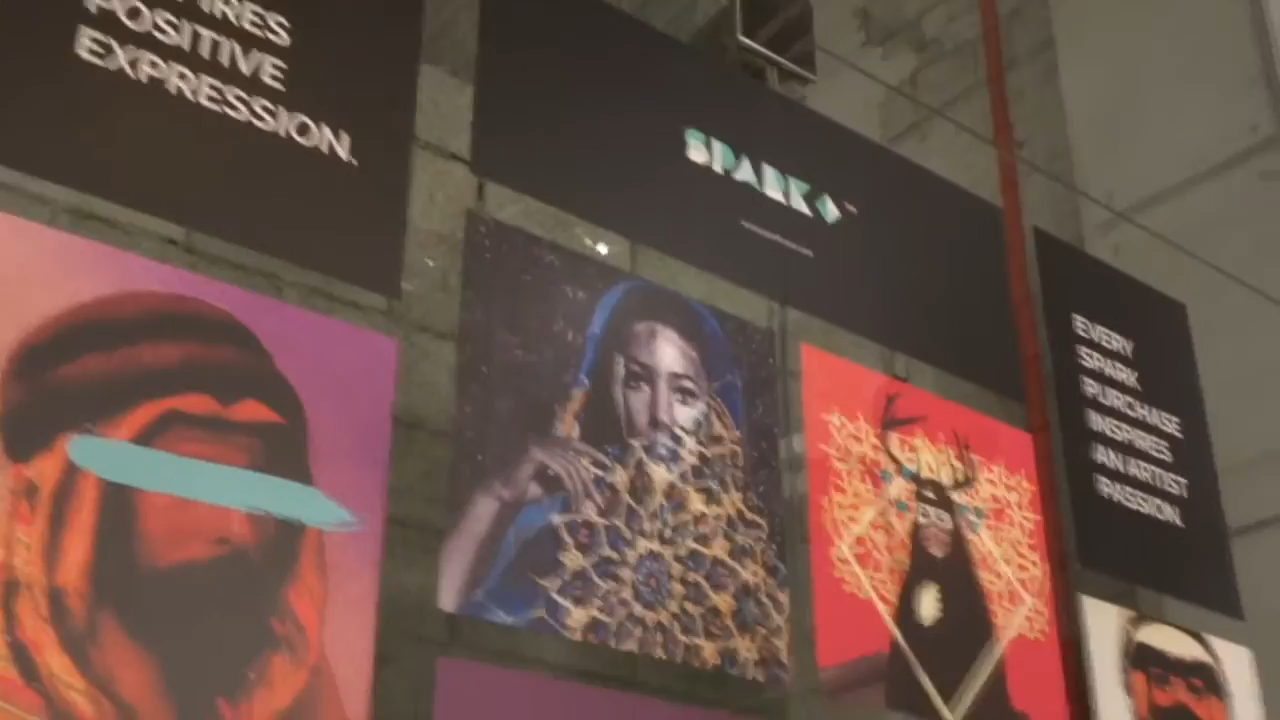 POSITIVE
EXPRESSION.
SPARK
EVERY
SPARK
PURCHASE
INSPIRES
AN ARTIST
PASSION.